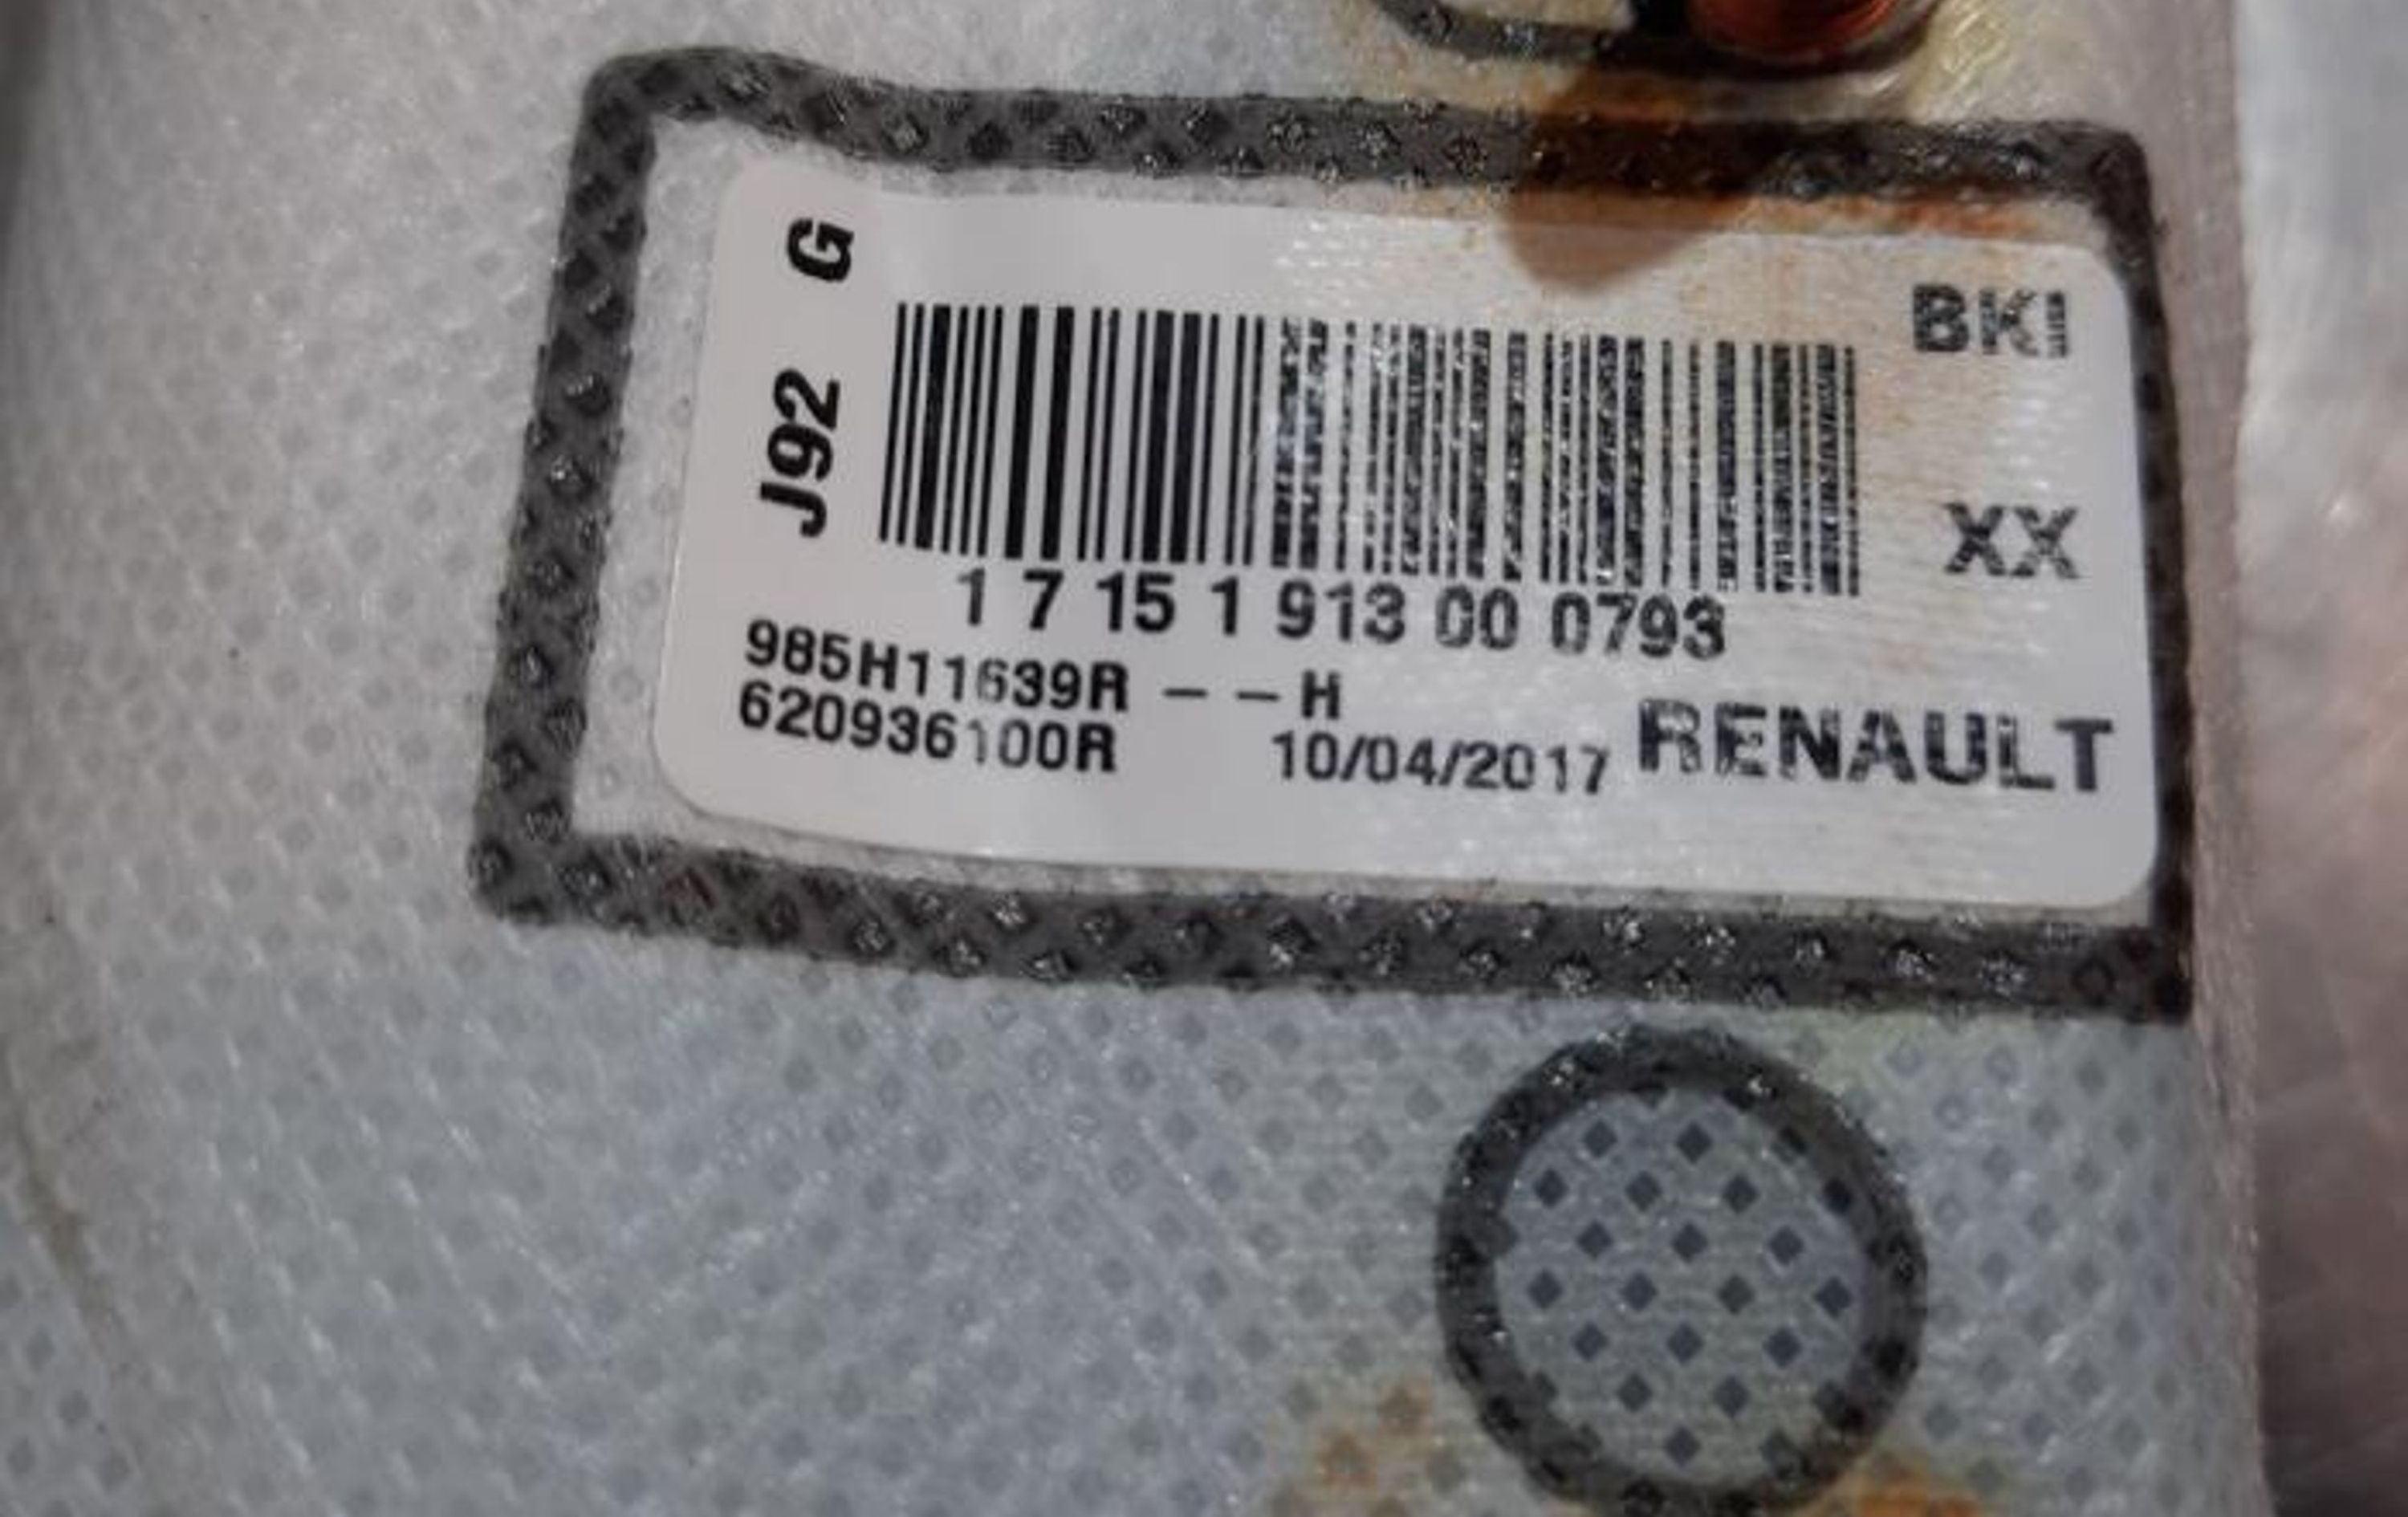 J92 G
BKI
XX
1 7 15 1 913 00 0793
985H11639R – – H
620936100R 10/04/2017 RENAULT